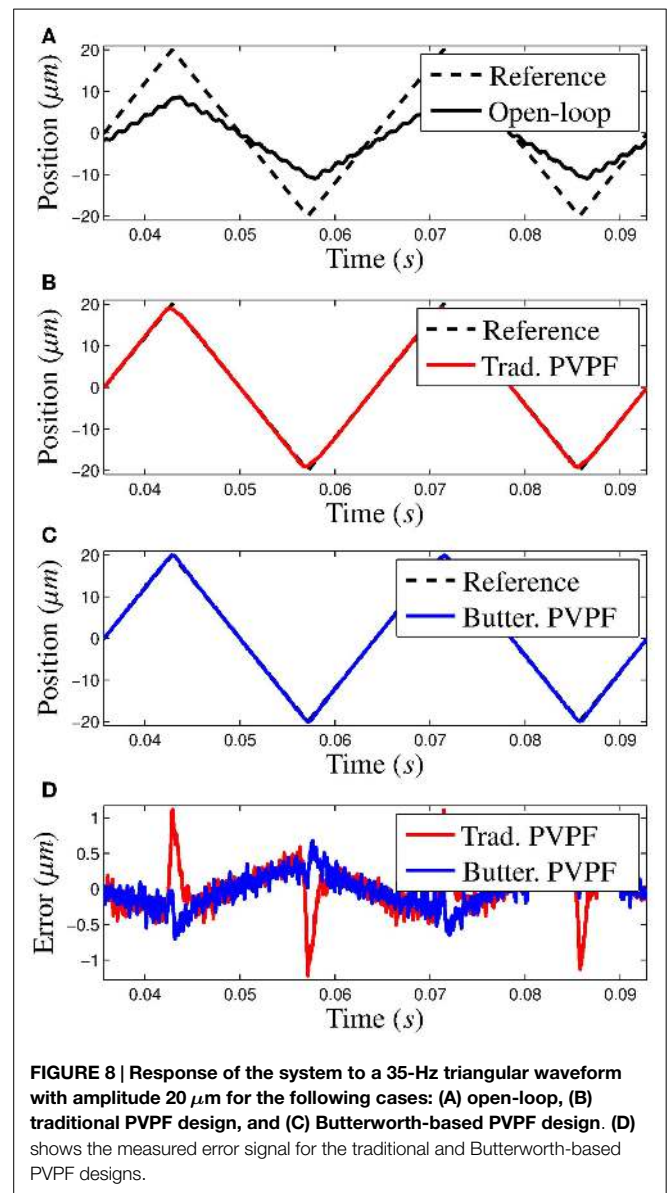 A
Position (μm)
20
10
0
−10
−20
Reference
Open-loop
0.04
0.05
0.06
0.07
0.08
0.09
Time (s)
B
Position (μm)
20
10
0
−10
−20
Reference
Trad. PVPF
0.04
0.05
0.06
0.07
0.08
0.09
Time (s)
C
Position (μm)
20
10
0
−10
−20
Reference
Butter. PVPF
0.04
0.05
0.06
0.07
0.08
0.09
Time (s)
D
Error (μm)
1
0.5
0
−0.5
−1
Trad. PVPF
Butter. PVPF
0.04
0.05
0.06
0.07
0.08
0.09
Time (s)
FIGURE 8 | Response of the system to a 35-Hz triangular waveform
with amplitude 20 μm for the following cases: (A) open-loop, (B)
traditional PVPF design, and (C) Butterworth-based PVPF design. (D)
shows the measured error signal for the traditional and Butterworth-based
PVPF designs.